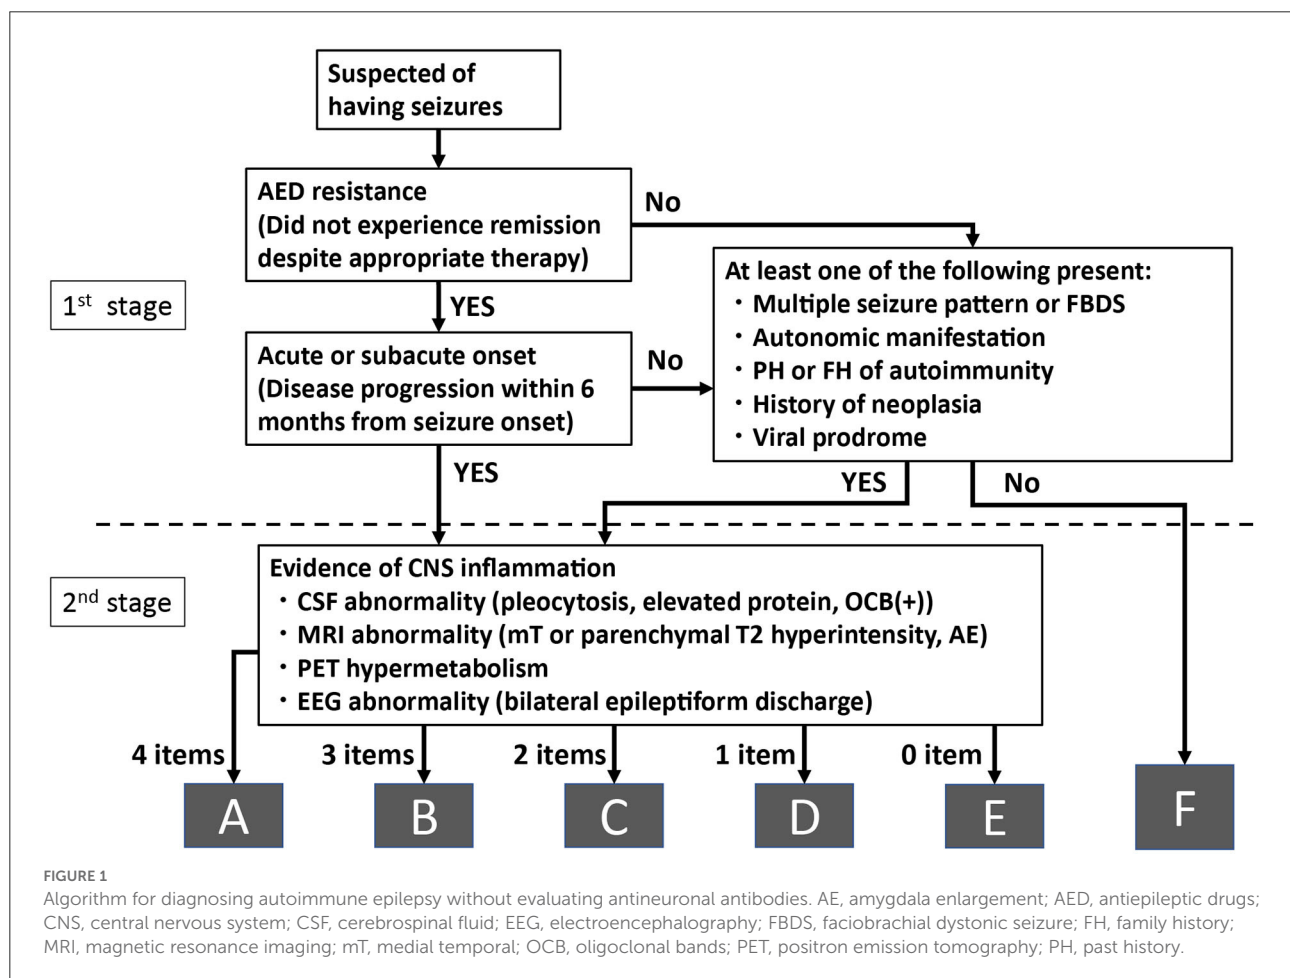 Suspected of
having seizures
AED resistance
(Did not experience remission
despite appropriate therapy)
No
1st stage
YES
At least one of the following present:
・Multiple seizure pattern or FBDS
・Autonomic manifestation
・PH or FH of autoimmunity
・History of neoplasia
・Viral prodrome
Acute or subacute onset
(Disease progression within 6
months from seizure onset)
No
YES
YES
No
2nd stage
Evidence of CNS inflammation
・CSF abnormality (pleocytosis, elevated protein, OCB(+))
・MRI abnormality (mT or parenchymal T2 hyperintensity, AE)
・PET hypermetabolism
・EEG abnormality (bilateral epileptiform discharge)
4 items
3 items
2 items
1 item
0 item
A
B
C
D
E
F
FIGURE 1
Algorithm for diagnosing autoimmune epilepsy without evaluating antineuronal antibodies. AE, amygdala enlargement; AED, antiepileptic drugs;
CNS, central nervous system; CSF, cerebrospinal fluid; EEG, electroencephalography; FBDS, faciobrachial dystonic seizure; FH, family history;
MRI, magnetic resonance imaging; mT, medial temporal; OCB, oligoclonal bands; PET, positron emission tomography; PH, past history.